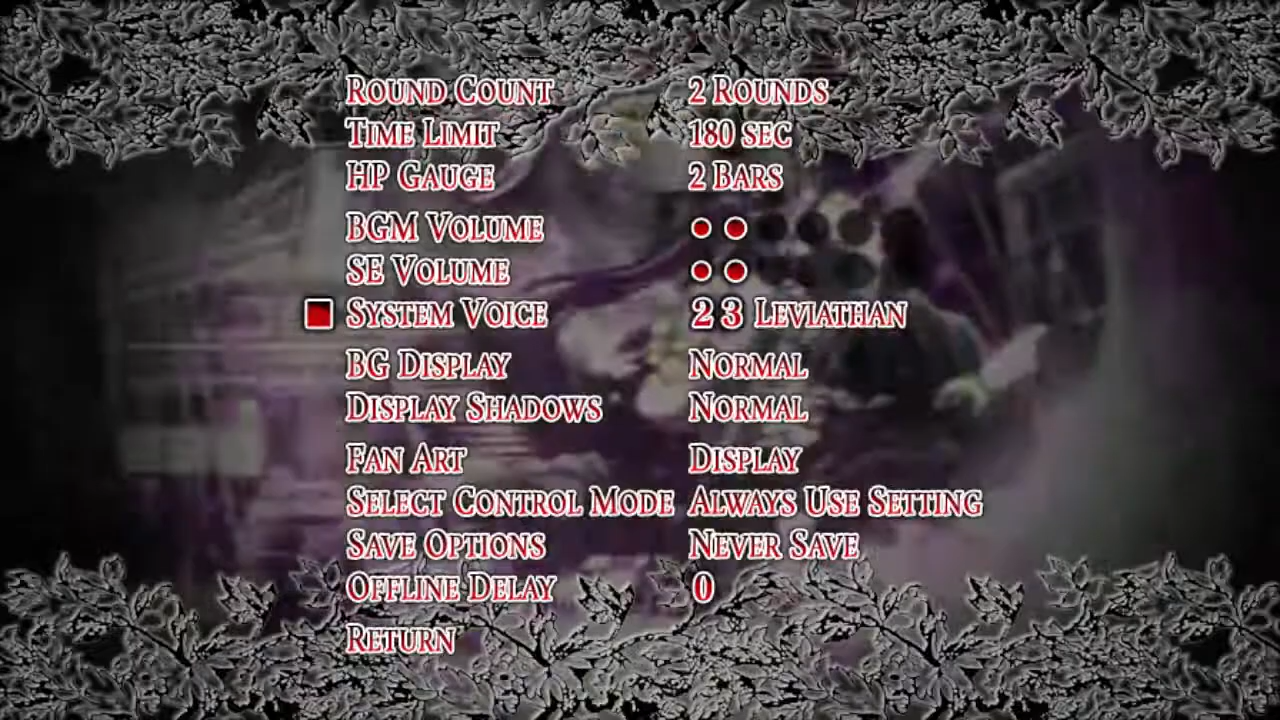 Round Count 2 Rounds
Time Limit 180 sec
HP Gauge 2 Bars
BGM Volume
SE Volume
System Voice 23 Leviathan
BG Display Normal
Display Shadows Normal
Fan Art Display
Select Control Mode Always Use Setting
Save Options Never Save
Offline Delay 0
Return